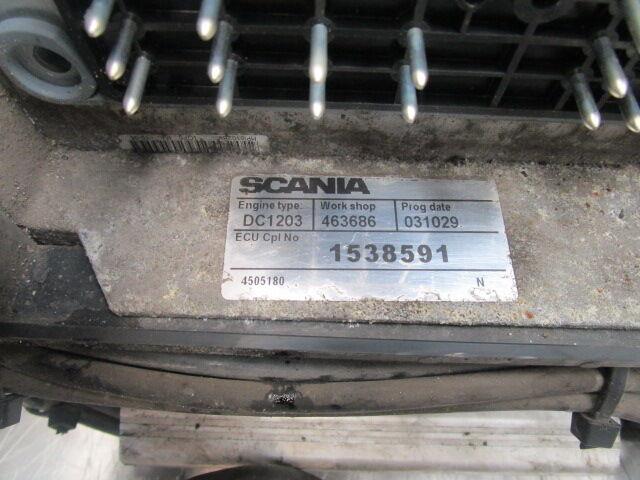 SCANIA
Engine type: Work shop Prog date
DC1203 463686 031029
ECU Cpl No
1538591
4505180 N